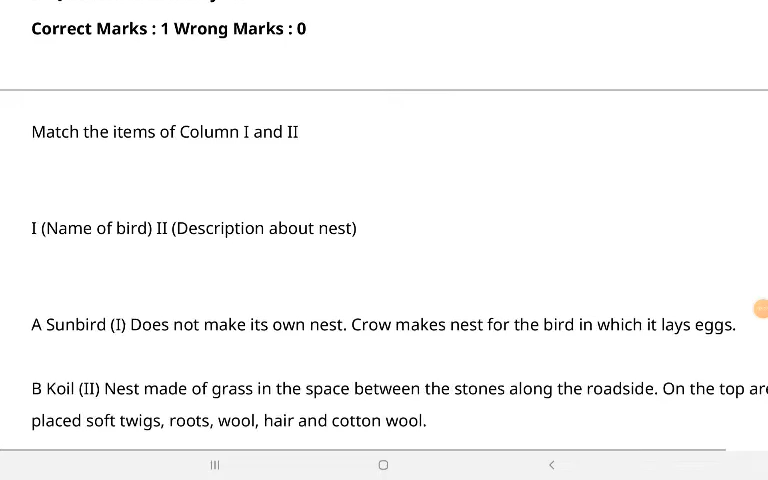 Correct Marks : 1 Wrong Marks : 0
Match the items of Column I and II
I (Name of bird) II (Description about nest)
A Sunbird (I) Does not make its own nest. Crow makes nest for the bird in which it lays eggs.
B Koil (II) Nest made of grass in the space between the stones along the roadside. On the top are
placed soft twigs, roots, wool, hair and cotton wool.